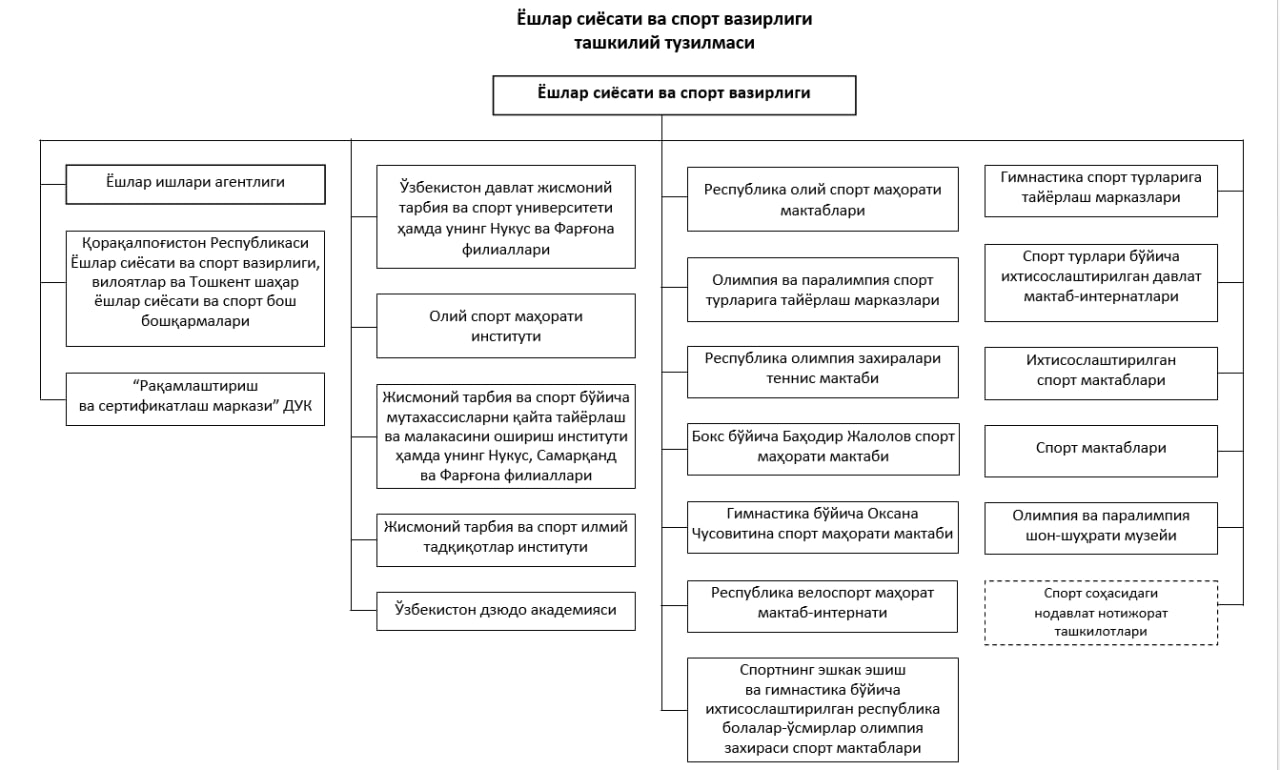 Ёшлар сиёсати ва спорт вазирлиги
ташкилий тузилмаси
Ёшлар сиёсати ва спорт вазирлиги
Ёшлар ишлари агентлиги
Қорақалпоғистон Республикаси
Ёшлар сиёсати ва спорт вазирлиги,
вилоятлар ва Тошкент шаҳар
ёшлар сиёсати ва спорт бош
бошқармалари
“Рақамлаштириш
ва сертификатлаш маркази” ДУК
Ўзбекистон давлат жисмоний
тарбия ва спорт университети
ҳамда унинг Нукус ва Фарғона
филиаллари
Олий спорт маҳорати
институти
Жисмоний тарбия ва спорт бўйича
мутахассисларни қайта тайёрлаш
ва малакасини ошириш институти
ҳамда унинг Нукус, Самарқанд
ва Фарғона филиаллари
Жисмоний тарбия ва спорт илмий
тадқиқотлар институти
Ўзбекистон дзюдо академияси
Республика олий спорт маҳорати
мактаблари
Олимпия ва паралимпия спорт
турларига тайёрлаш марказлари
Республика олимпия захиралари
теннис мактаби
Бокс бўйича Баҳодир Жалолов спорт
маҳорати мактаби
Гимнастика бўйича Оксана
Чусовитина спорт маҳорати мактаби
Республика велоспорт маҳорат
мактаб-интернати
Спортнинг эшкак эшиш
ва гимнастика бўйича
ихтисослаштирилган республика
болалар-ўсмирлар олимпия
захираси спорт мактаблари
Гимнастика спорт турларига
тайёрлаш марказлари
Спорт турлари бўйича
ихтисослаштирилган давлат
мактаб-интернатлари
Ихтисослаштирилган
спорт мактаблари
Спорт мактаблари
Олимпия ва паралимпия
шон-шуҳрати музейи
Спорт соҳасидаги
нодавлат нотижорат
ташкилотлари